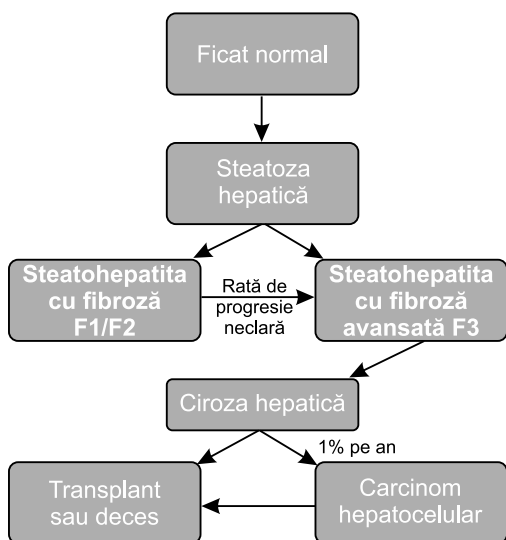 Ficat normal
Steatoza
hepatică
Steatohepatita
cu fibroză
F1/F2
Rată de
progresie
neclară
Steatohepatita
cu fibroză
avansată F3
Ciroza hepatică
1% pe an
Transplant
sau deces
Carcinom
hepatocelular